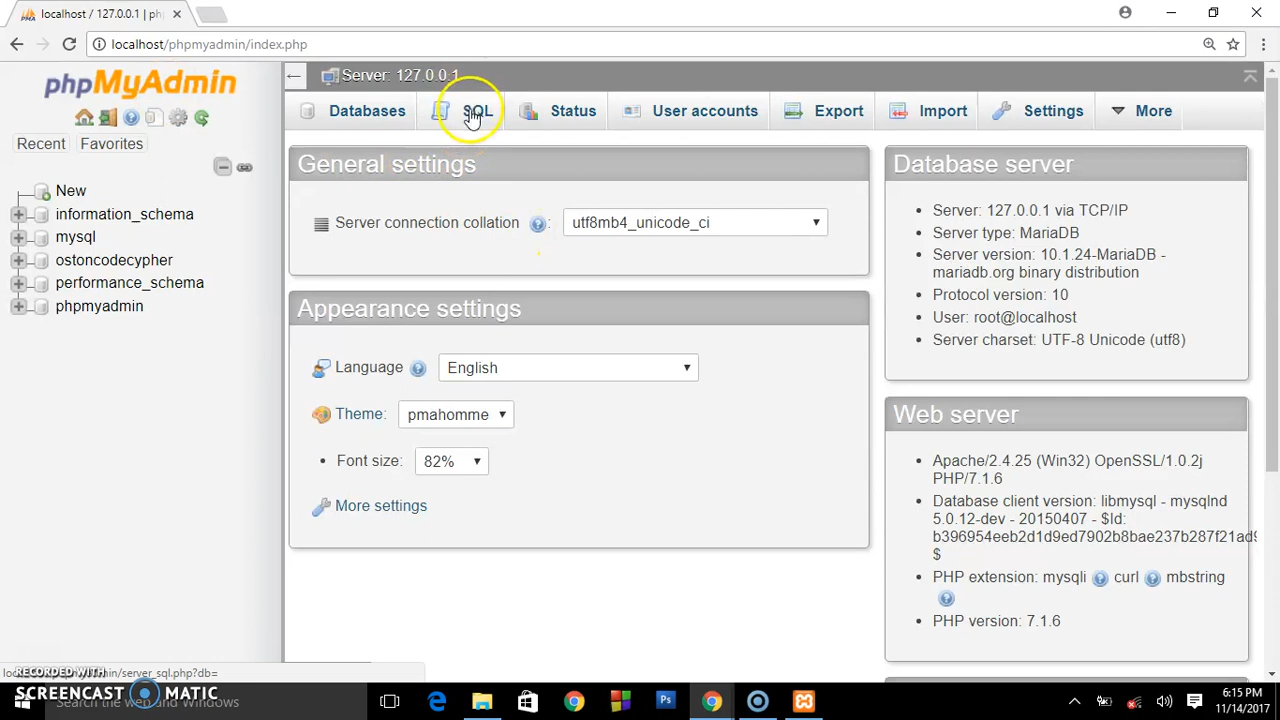 localhost / 127.0.0.1 | ph
localhost/phpmyadmin/index.php
phpMyAdmin
Recent
Favorites
New
information_schema
mysql
ostoncodecypher
performance_schema
phpmyadmin
Server: 127.0.0.1
Databases
SQL
Status
User accounts
Export
Import
Settings
More
General settings
Server connection collation
:
utf8mb4_unicode_ci
Appearance settings
Language
English
Theme:
pmahomme
• Font size:
82%
More settings
Database server
• Server: 127.0.0.1 via TCP/IP
• Server type: MariaDB
• Server version: 10.1.24-MariaDB -
mariadb.org binary distribution
• Protocol version: 10
• User: root@localhost
• Server charset: UTF-8 Unicode (utf8)
Web server
• Apache/2.4.25 (Win32) OpenSSL/1.0.2j
PHP/7.1.6
• Database client version: libmysql - mysqlnd
5.0.12-dev - 20150407 - $Id:
b396954eeb2d1d9ed7902b8bae237b287f21ad9
$
• PHP extension: mysqli
curl
mbstring
• PHP version: 7.1.6
RECORDED WITH
SCREENCAST
MATIC
Search the web and Windows
Ps
6:15 PM
11/14/2017